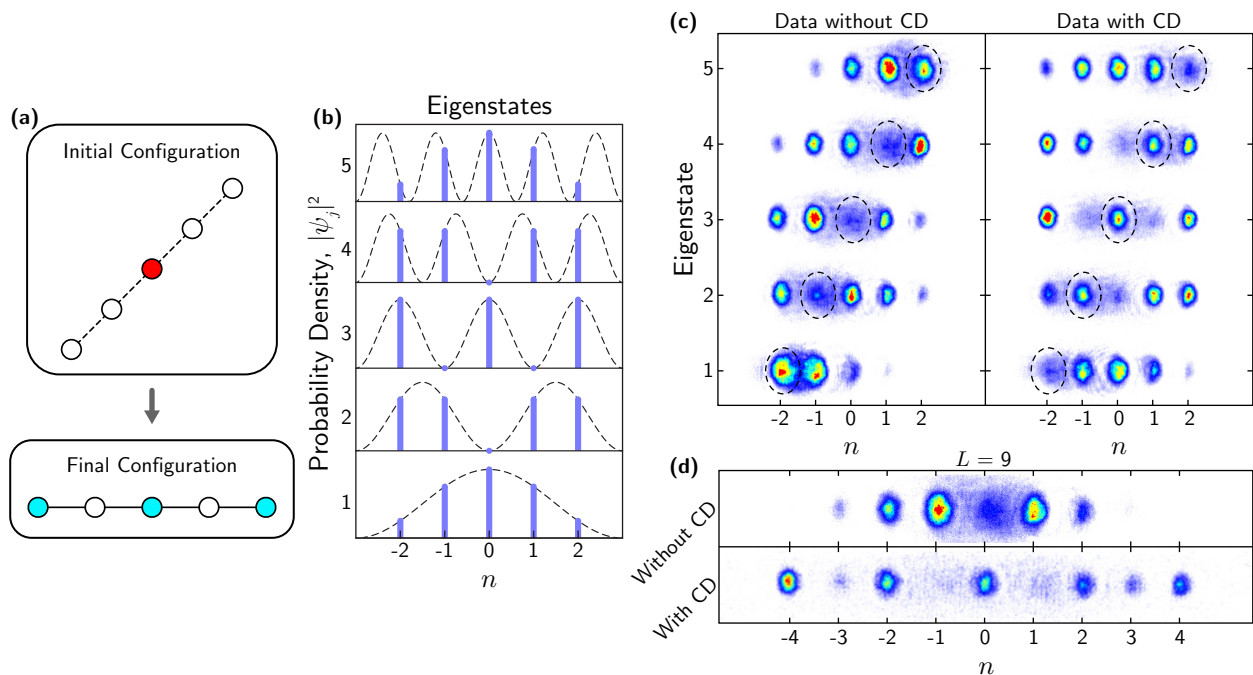 (a)
Initial Configuration
Final Configuration
(b)
Eigenstates
Probability Density, |ψ_j|²
5
4
3
2
1
-2 -1 0 1 2
n
(c)
Data without CD Data with CD
Eigenstate
5
4
3
2
1
-2 -1 0 1 2 -2 -1 0 1 2
n n
(d)
L = 9
Without CD
With CD
-4 -3 -2 -1 0 1 2 3 4
n